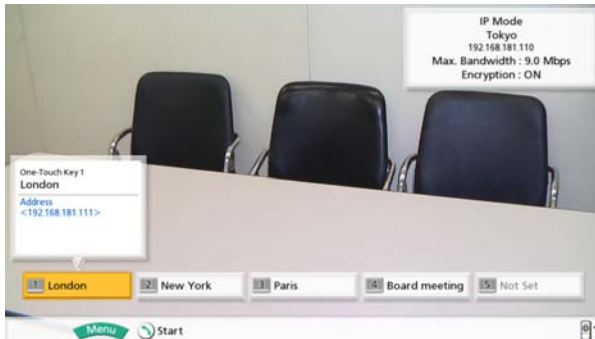 IP Mode
Tokyo
192.168.181.110
Max. Bandwidth : 9.0 Mbps
Encryption : ON
One-Touch Key 1
London
Address
<192.168.181.111>
1 London
2 New York
3 Paris
4 Board meeting
5 Not Set
Menu
Start